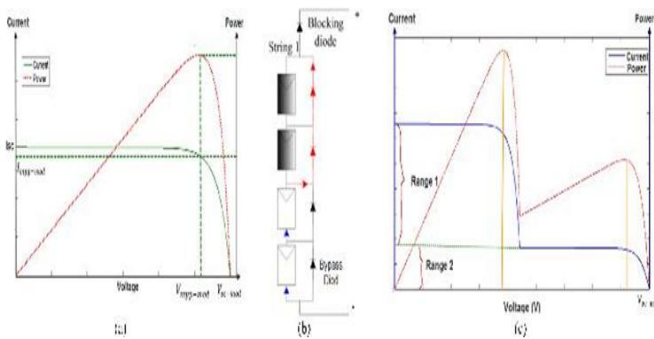 Current
Power
Current
Power
Isc
Voltage
(a)
Blocking
diode
+
String 1
Bypass
Diod
(b)
Current
Power
Current
Power
Range 1
Range 2
Voltage (V)
(c)